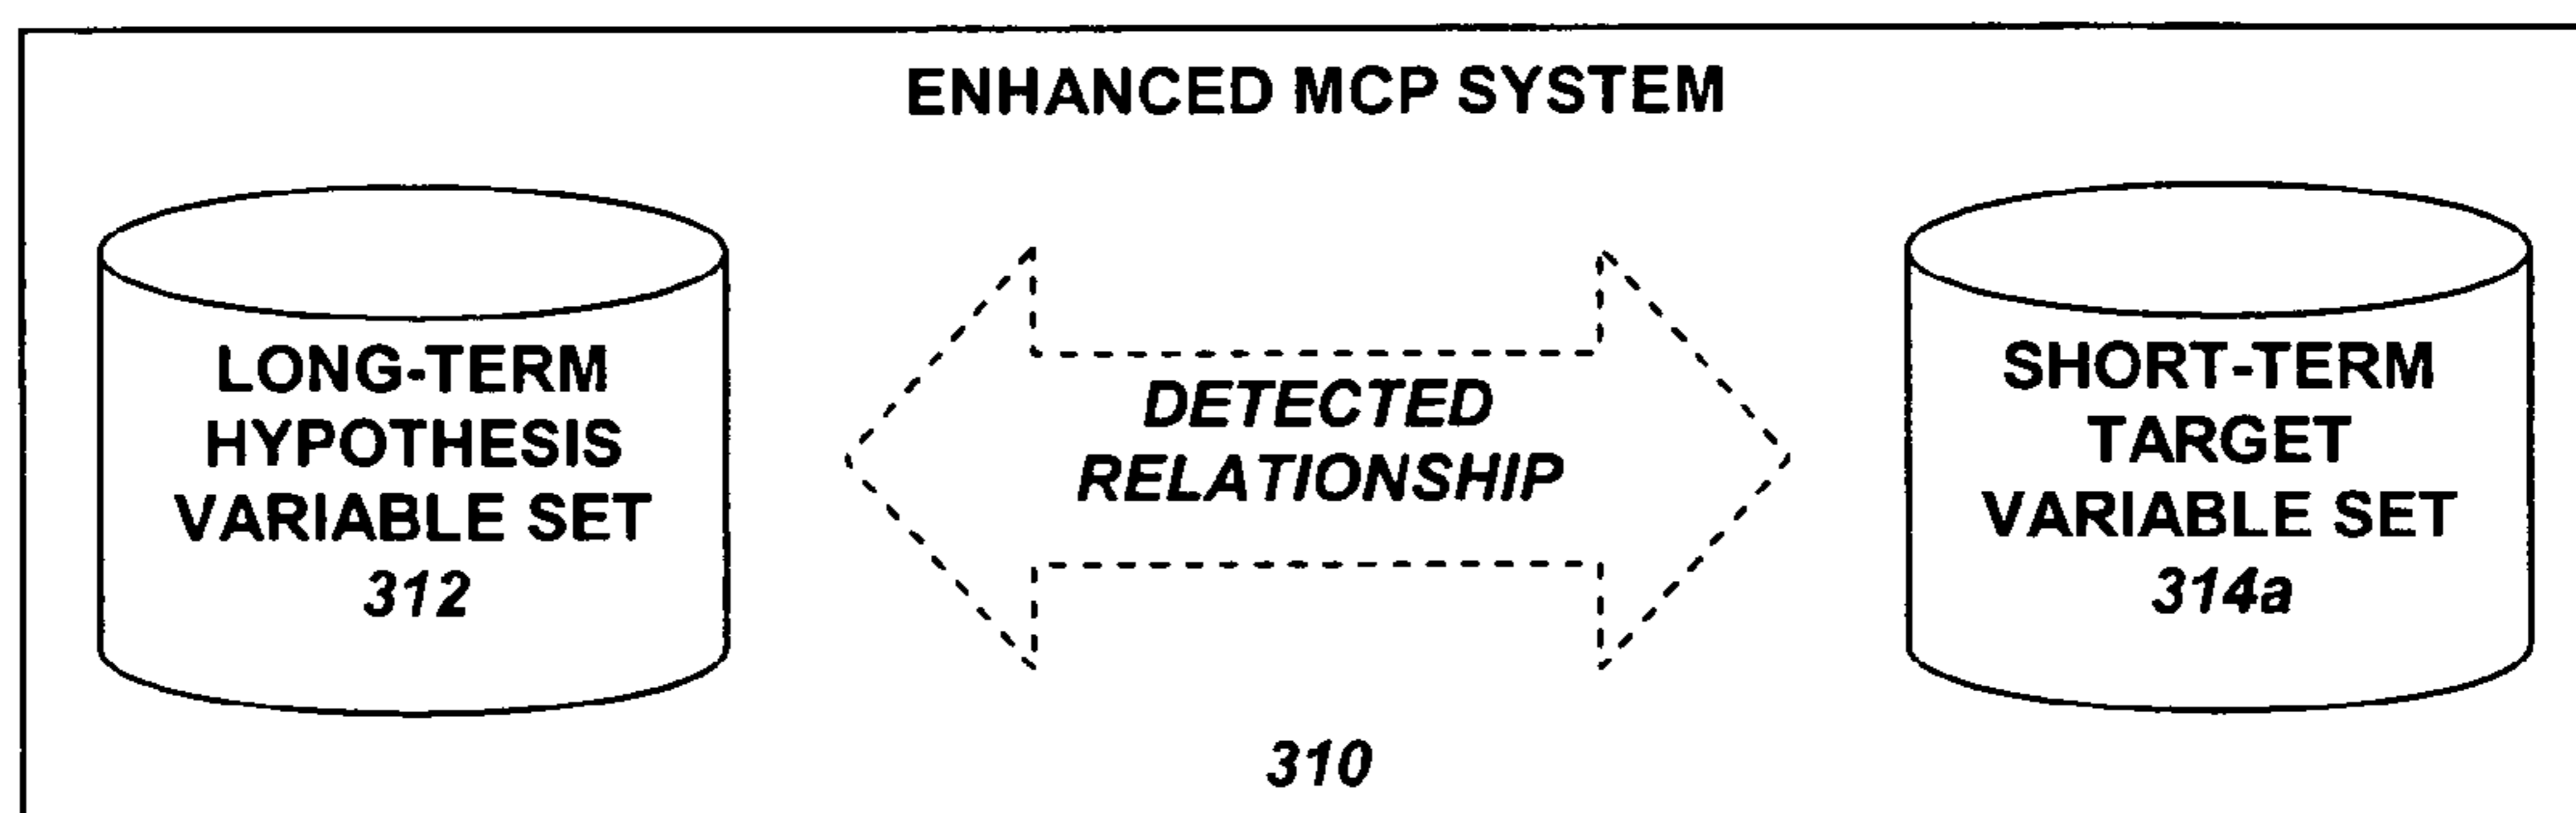 ENHANCED MCP SYSTEM
LONG-TERM
HYPOTHESIS
VARIABLE SET
312
DETECTED
RELATIONSHIP
SHORT-TERM
TARGET
VARIABLE SET
314a
310